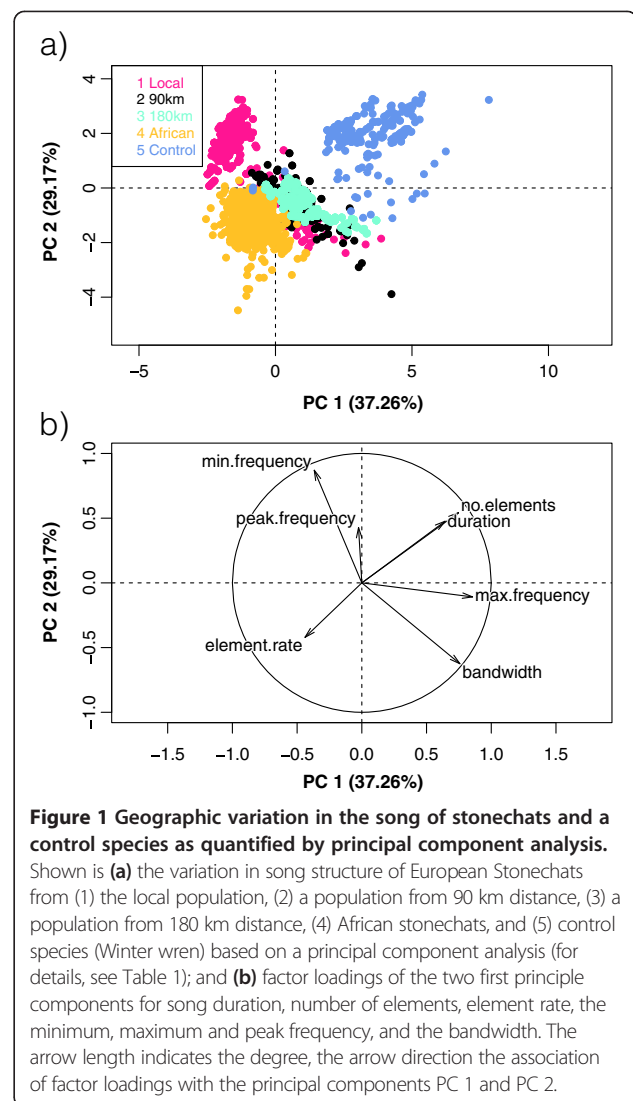 a)
1 Local
2 90km
3 180km
4 African
5 Control
4
2
0
−2
−4
PC 2 (29.17%)
−5
0
5
10
PC 1 (37.26%)
b)
1.0
0.5
0.0
−0.5
−1.0
PC 2 (29.17%)
min.frequency
peak.frequency
no.elements
duration
max.frequency
element.rate
bandwidth
−1.5
−1.0
−0.5
0.0
0.5
1.0
1.5
PC 1 (37.26%)
Figure 1 Geographic variation in the song of stonechats and a
control species as quantified by principal component analysis.
Shown is (a) the variation in song structure of European Stonechats
from (1) the local population, (2) a population from 90 km distance, (3) a
population from 180 km distance, (4) African stonechats, and (5) control
species (Winter wren) based on a principal component analysis (for
details, see Table 1); and (b) factor loadings of the two first principle
components for song duration, number of elements, element rate, the
minimum, maximum and peak frequency, and the bandwidth. The
arrow length indicates the degree, the arrow direction the association
of factor loadings with the principal components PC 1 and PC 2.